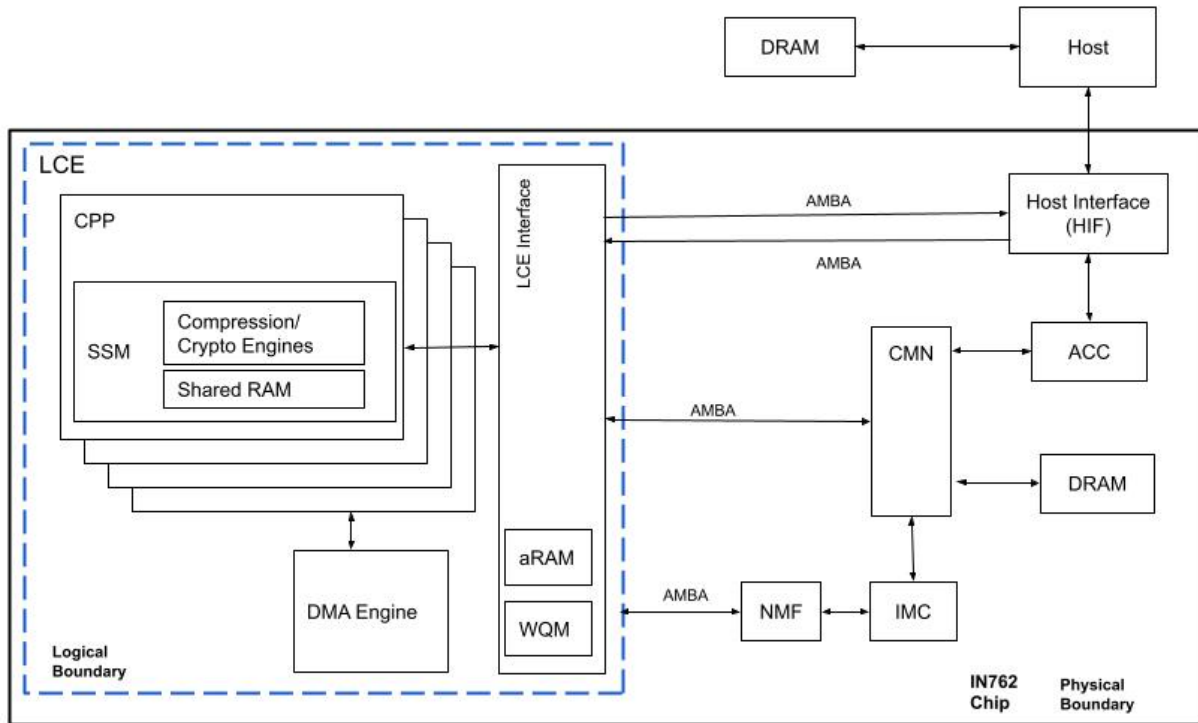 DRAM
Host
LCE
CPP
SSM
Compression/
Crypto Engines
Shared RAM
LCE Interface
AMBA
AMBA
Host Interface
(HIF)
CMN
ACC
AMBA
DRAM
aRAM
WQM
DMA Engine
AMBA
NMF
IMC
Logical
Boundary
IN762
Chip
Physical
Boundary